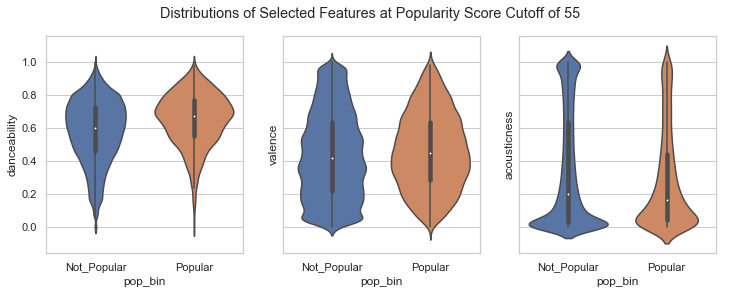 Distributions of Selected Features at Popularity Score Cutoff of 55
danceability
1.0
0.8
0.6
0.4
0.2
0.0
Not_Popular Popular
pop_bin
valence
Not_Popular Popular
pop_bin
acousticness
Not_Popular Popular
pop_bin